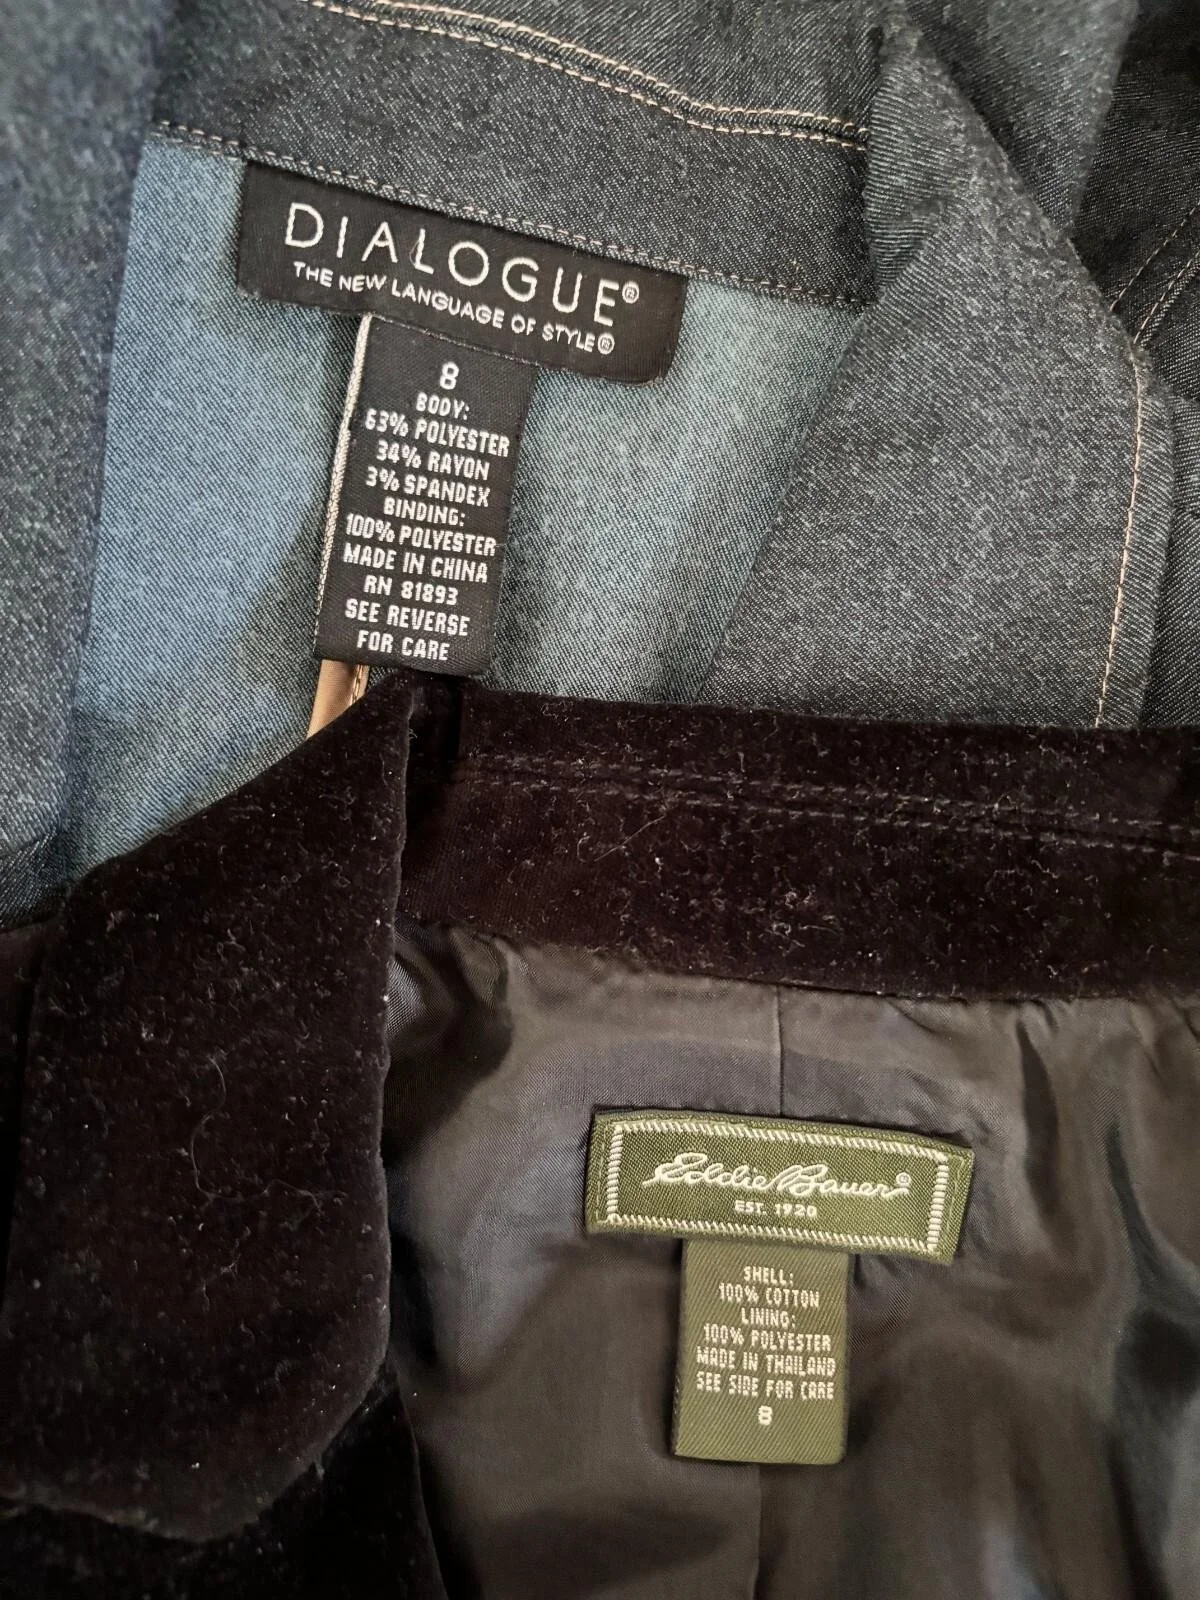 DIALOGUE®
THE NEW LANGUAGE OF STYLE®
8
BODY:
63% POLYESTER
34% RAYON
3% SPANDEX
BINDING:
100% POLYESTER
MADE IN CHINA
RN 81893
SEE REVERSE
FOR CARE
Eddie Bauer®
EST. 1920
SHELL:
100% COTTON
LINING:
100% POLYESTER
MADE IN THAILAND
SEE SIDE FOR CARE
8